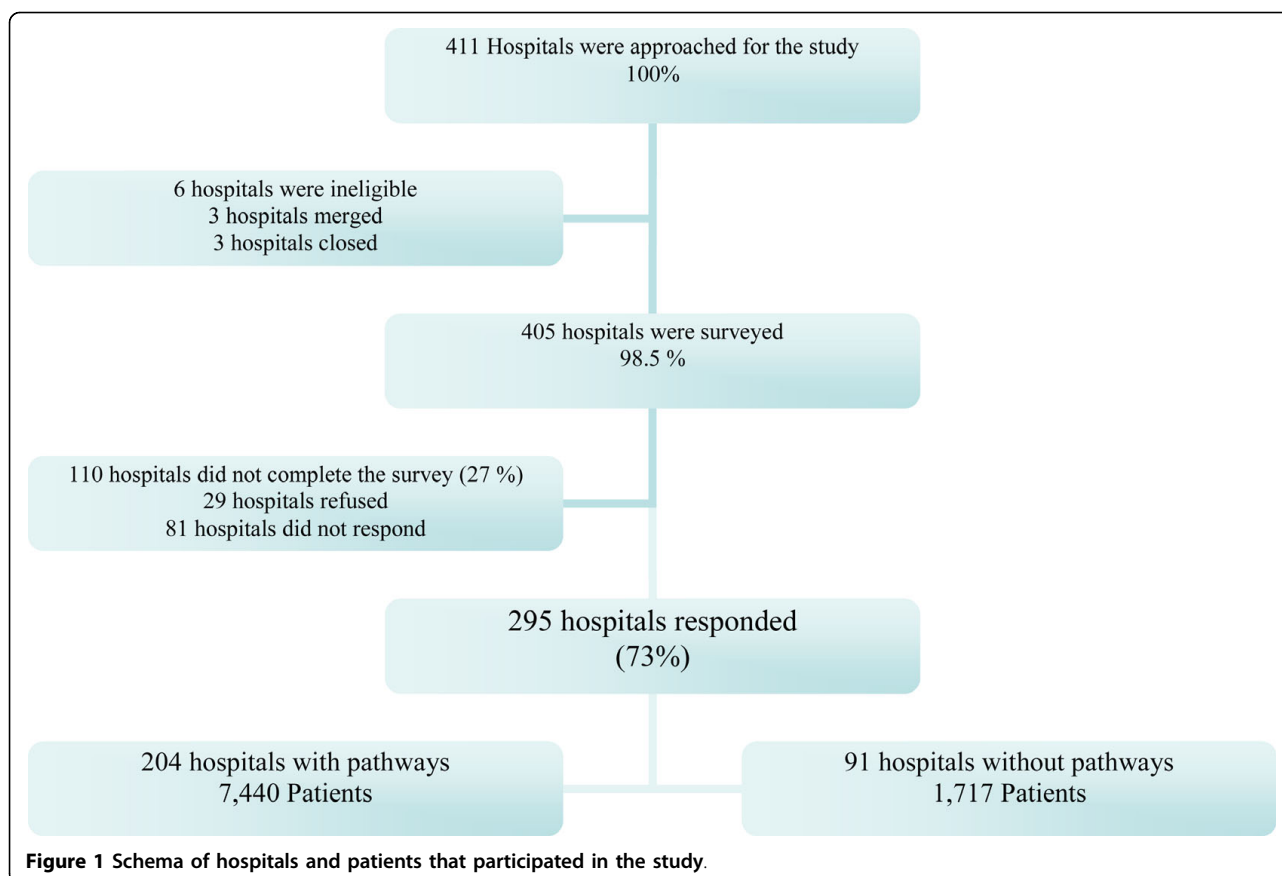 411 Hospitals were approached for the study
100%
6 hospitals were ineligible
3 hospitals merged
3 hospitals closed
405 hospitals were surveyed
98.5 %
110 hospitals did not complete the survey (27 %)
29 hospitals refused
81 hospitals did not respond
295 hospitals responded
(73%)
204 hospitals with pathways
7,440 Patients
91 hospitals without pathways
1,717 Patients
Figure 1 Schema of hospitals and patients that participated in the study.